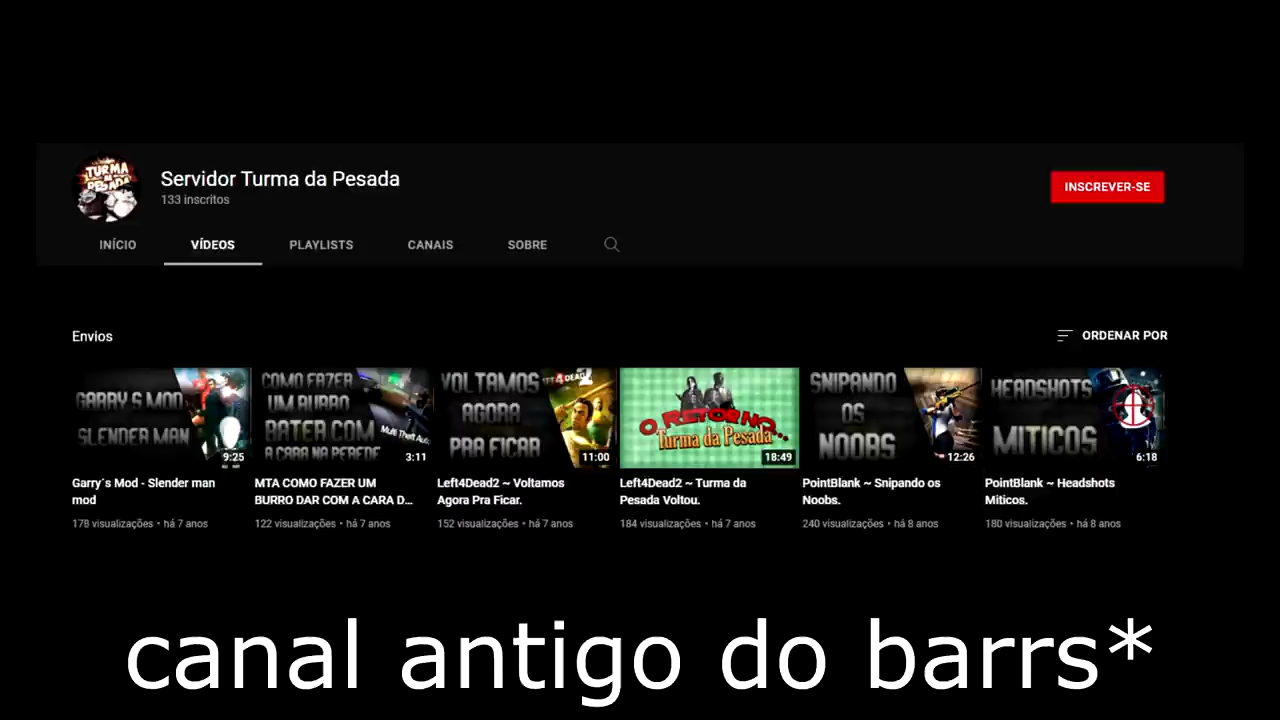 TURMA
DA
PESADA
Servidor Turma da Pesada
133 inscritos
INSCREVER-SE
INÍCIO
VÍDEOS
PLAYLISTS
CANAIS
SOBRE
Envios
ORDENAR POR
GARRY S MOD
SLENDER MAN
9:25
COMO FAZER
UM BURRO
BATER COM
A CARA NA PEREDE
Multi Theft Auto
3:11
VOLTAMOS
AGORA
PRA FICAR
11:00
O RETORNO...
Turma da Pesada
18:49
SNIPANDO
OS
NOOBS
12:26
HEADSHOTS
MITICOS
6:18
Garry´s Mod - Slender man
mod
178 visualizações • há 7 anos
MTA COMO FAZER UM
BURRO DAR COM A CARA D...
122 visualizações • há 7 anos
Left4Dead2 ~ Voltamos
Agora Pra Ficar.
152 visualizações • há 7 anos
Left4Dead2 ~ Turma da
Pesada Voltou.
184 visualizações • há 7 anos
PointBlank ~ Snipando os
Noobs.
240 visualizações • há 8 anos
PointBlank ~ Headshots
Miticos.
180 visualizações • há 8 anos
canal antigo do barrs*